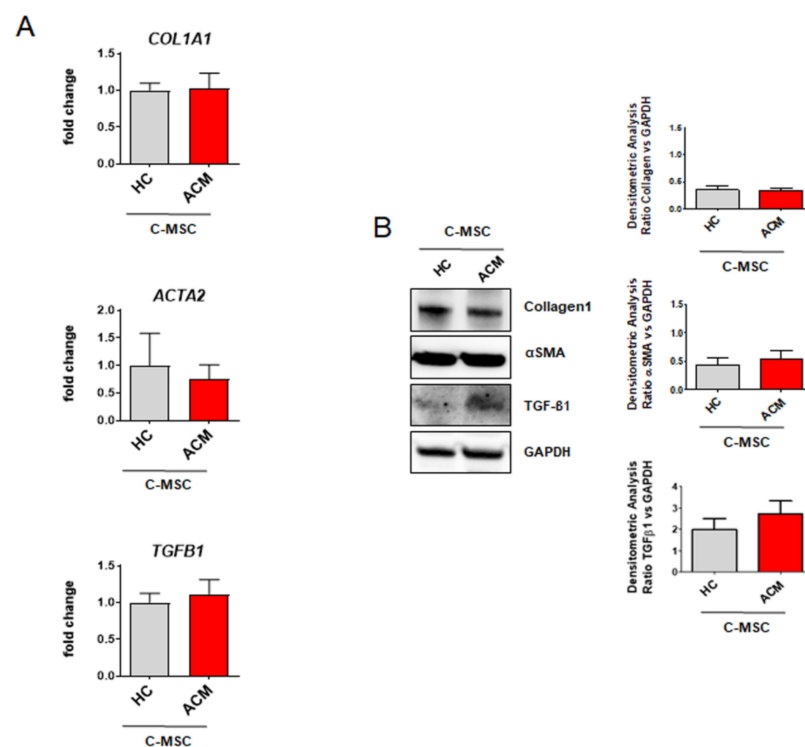 A
COL1A1
fold change
1.5
1.0
0.5
0.0
HC
ACM
C-MSC
ACTA2
fold change
2.0
1.5
1.0
0.5
0.0
HC
ACM
C-MSC
TGFB1
fold change
1.5
1.0
0.5
0.0
HC
ACM
C-MSC
B
C-MSC
HC
ACM
Collagen1
αSMA
TGF-ß1
GAPDH
Densitometric Analysis
Ratio Collagen vs GAPDH
1.5
1.0
0.5
0.0
HC
ACM
C-MSC
Densitometric Analysis
Ratio αSMA vs GAPDH
1.5
1.0
0.5
0.0
HC
ACM
C-MSC
Densitometric Analysis
Ratio TGFβ1 vs GAPDH
4
3
2
1
0
HC
ACM
C-MSC